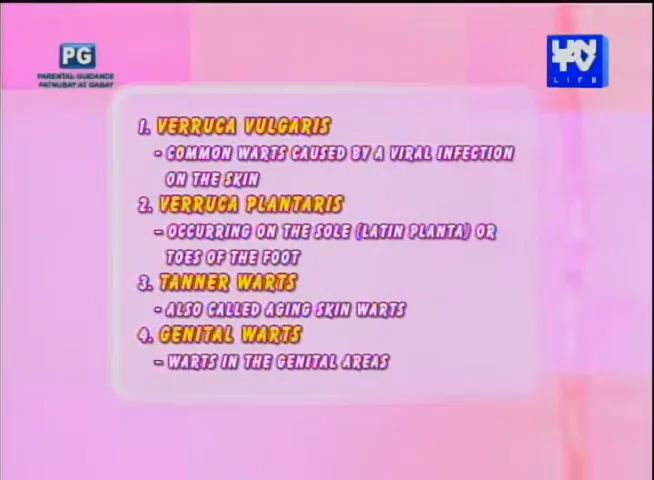 PG
PARENTAL GUIDANCE
PATNUBAY AT GABAY
UNTV
LIFE
1. VERRUCA VULGARIS
- COMMON WARTS CAUSED BY A VIRAL INFECTION
ON THE SKIN
2. VERRUCA PLANTARIS
- OCCURRING ON THE SOLE (LATIN PLANTA) OR
TOES OF THE FOOT
3. TANNER WARTS
- ALSO CALLED AGING SKIN WARTS
4. GENITAL WARTS
- WARTS IN THE GENITAL AREAS